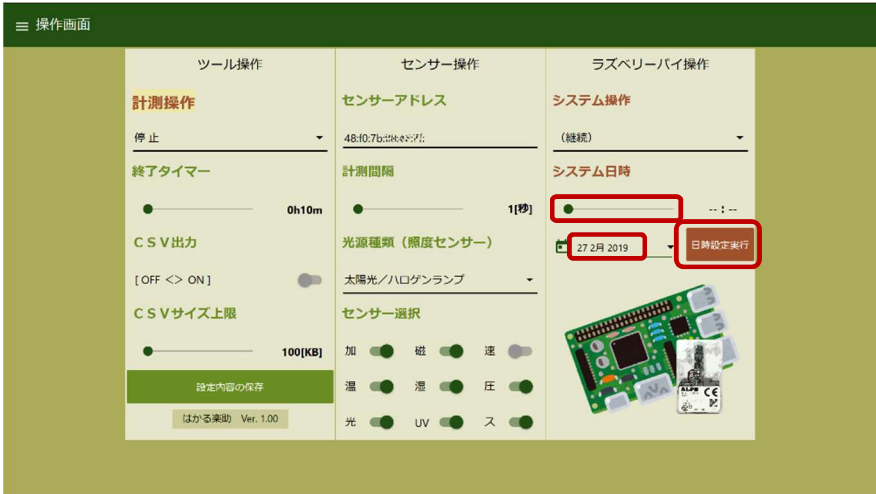 操作画面
ツール操作
計測操作
停止
終了タイマー
0h10m
CSV出力
[ OFF <> ON ]
CSVサイズ上限
100[KB]
設定内容の保存
はかる楽助 Ver. 1.00
センサー操作
センサーアドレス
48:f0:7b:
計測間隔
1[秒]
光源種類（照度センサー）
太陽光／ハロゲンランプ
センサー選択
加 磁 速
温 湿 圧
光 UV ス
ラズベリーパイ操作
システム操作
（継続）
システム日時
-- : --
27 2月 2019
日時設定実行
ALPS
CE